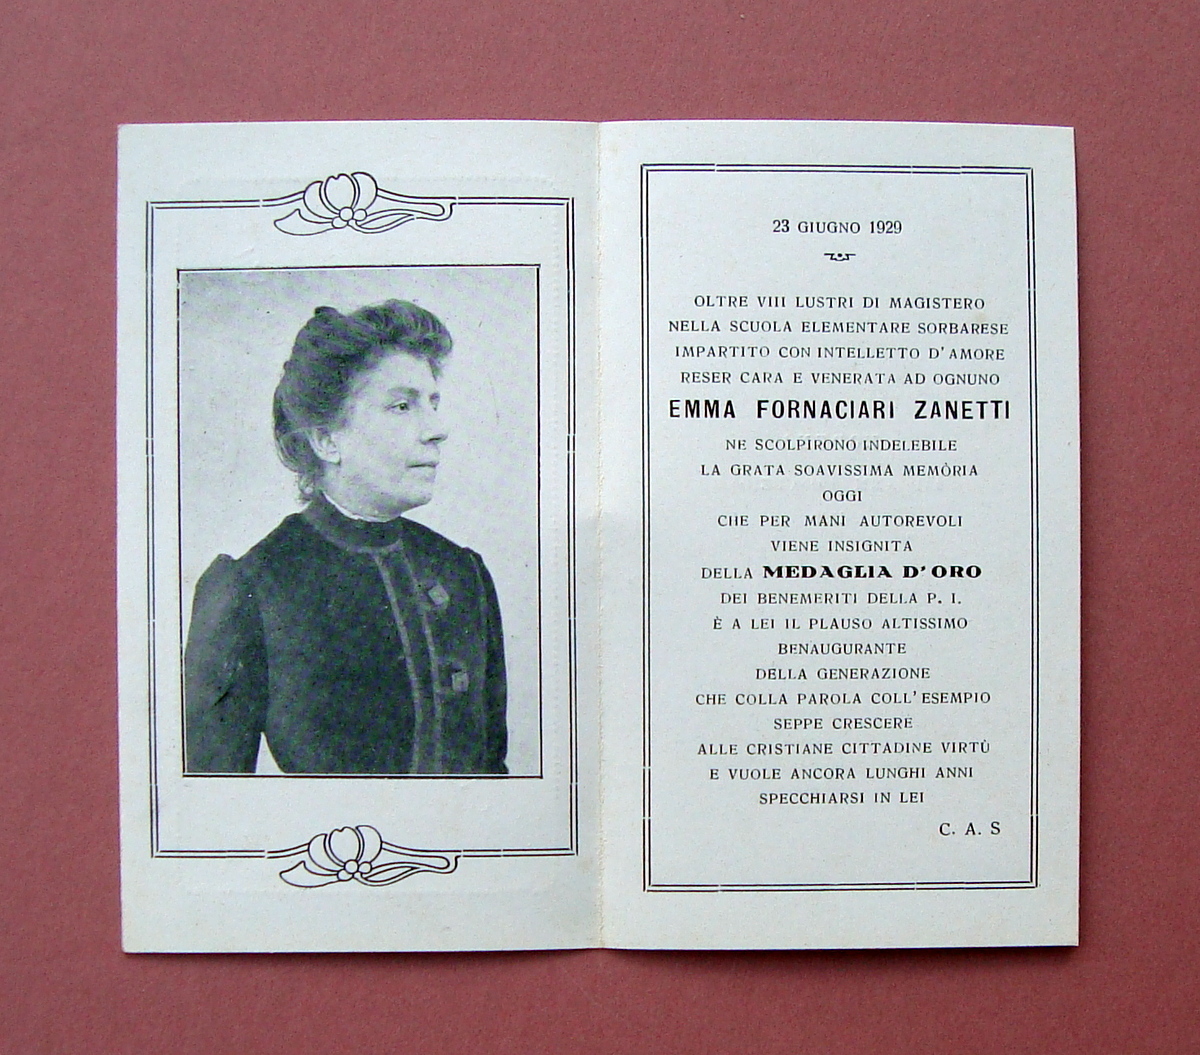 23 GIUGNO 1929
OLTRE VIII LUSTRI DI MAGISTERO
NELLA SCUOLA ELEMENTARE SORBARESE
IMPARTITO CON INTELLETTO D'AMORE
RESER CARA E VENERATA AD OGNUNO
EMMA FORNACIARI ZANETTI
NE SCOLPIRONO INDELEBILE
LA GRATA SOAVISSIMA MEMÒRIA
OGGI
CHE PER MANI AUTOREVOLI
VIENE INSIGNITA
DELLA MEDAGLIA D'ORO
DEI BENEMERITI DELLA P. I.
È A LEI IL PLAUSO ALTISSIMO
BENAUGURANTE
DELLA GENERAZIONE
CHE COLLA PAROLA COLL'ESEMPIO
SEPPE CRESCERE
ALLE CRISTIANE CITTADINE VIRTÙ
E VUOLE ANCORA LUNGHI ANNI
SPECCHIARSI IN LEI
C. A. S